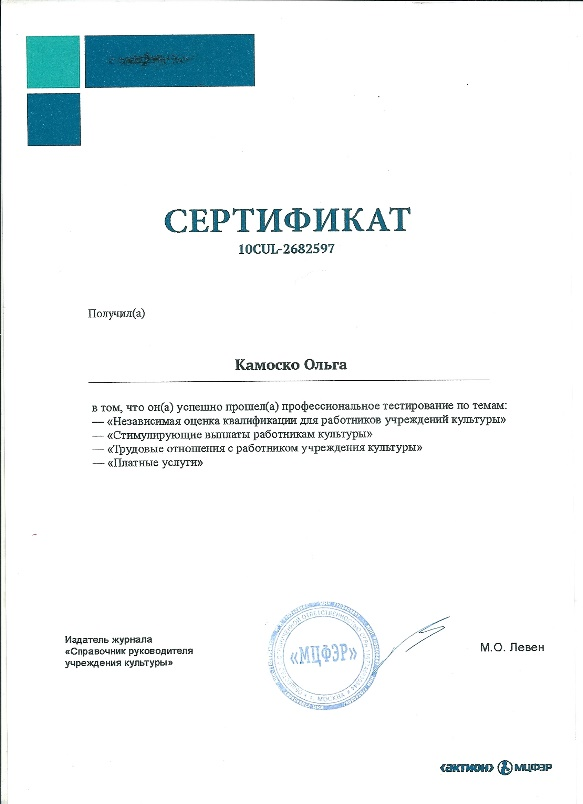 СЕРТИФИКАТ
10CUL-2682597
Получил(а)
Камоско Ольга
в том, что он(а) успешно прошел(а) профессиональное тестирование по темам:
— «Независимая оценка квалификации для работников учреждений культуры»
— «Стимулирующие выплаты работникам культуры»
— «Трудовые отношения с работником учреждения культуры»
— «Платные услуги»
Издатель журнала
«Справочник руководителя
учреждения культуры»
«МЦФЭР»
М.О. Левен
‹актион› МЦФЭР